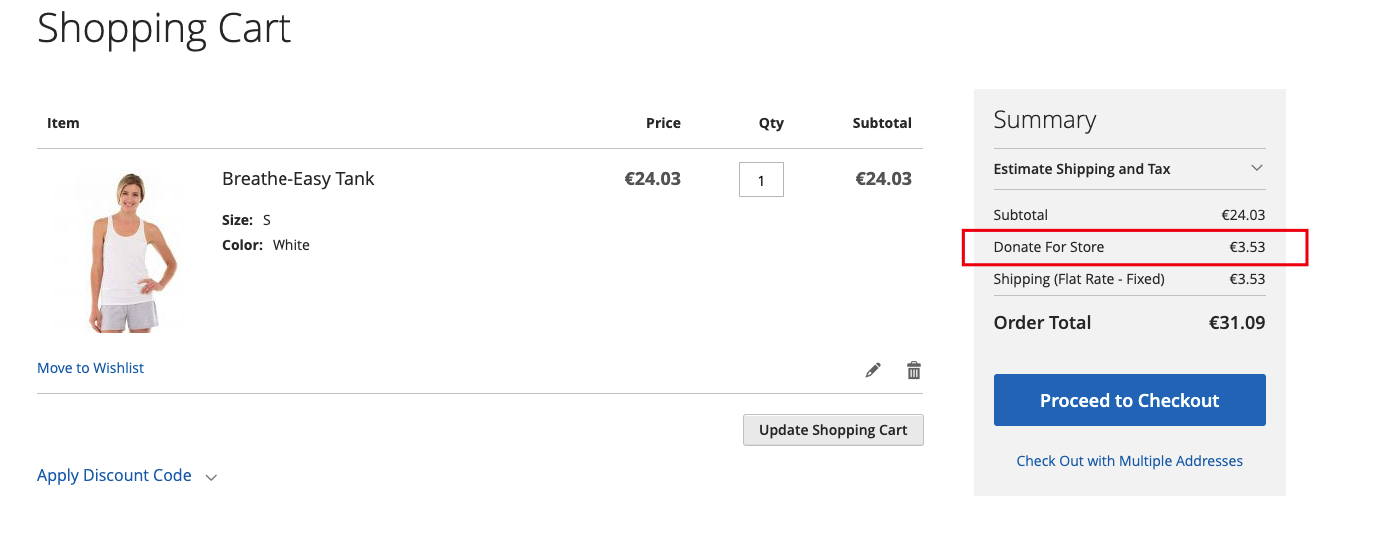 Shopping Cart
Item Price Qty Subtotal
Breathe-Easy Tank €24.03 1 €24.03
Size: S
Color: White
Move to Wishlist
Update Shopping Cart
Apply Discount Code
Summary
Estimate Shipping and Tax
Subtotal €24.03
Donate For Store €3.53
Shipping (Flat Rate - Fixed) €3.53
Order Total €31.09
Proceed to Checkout
Check Out with Multiple Addresses